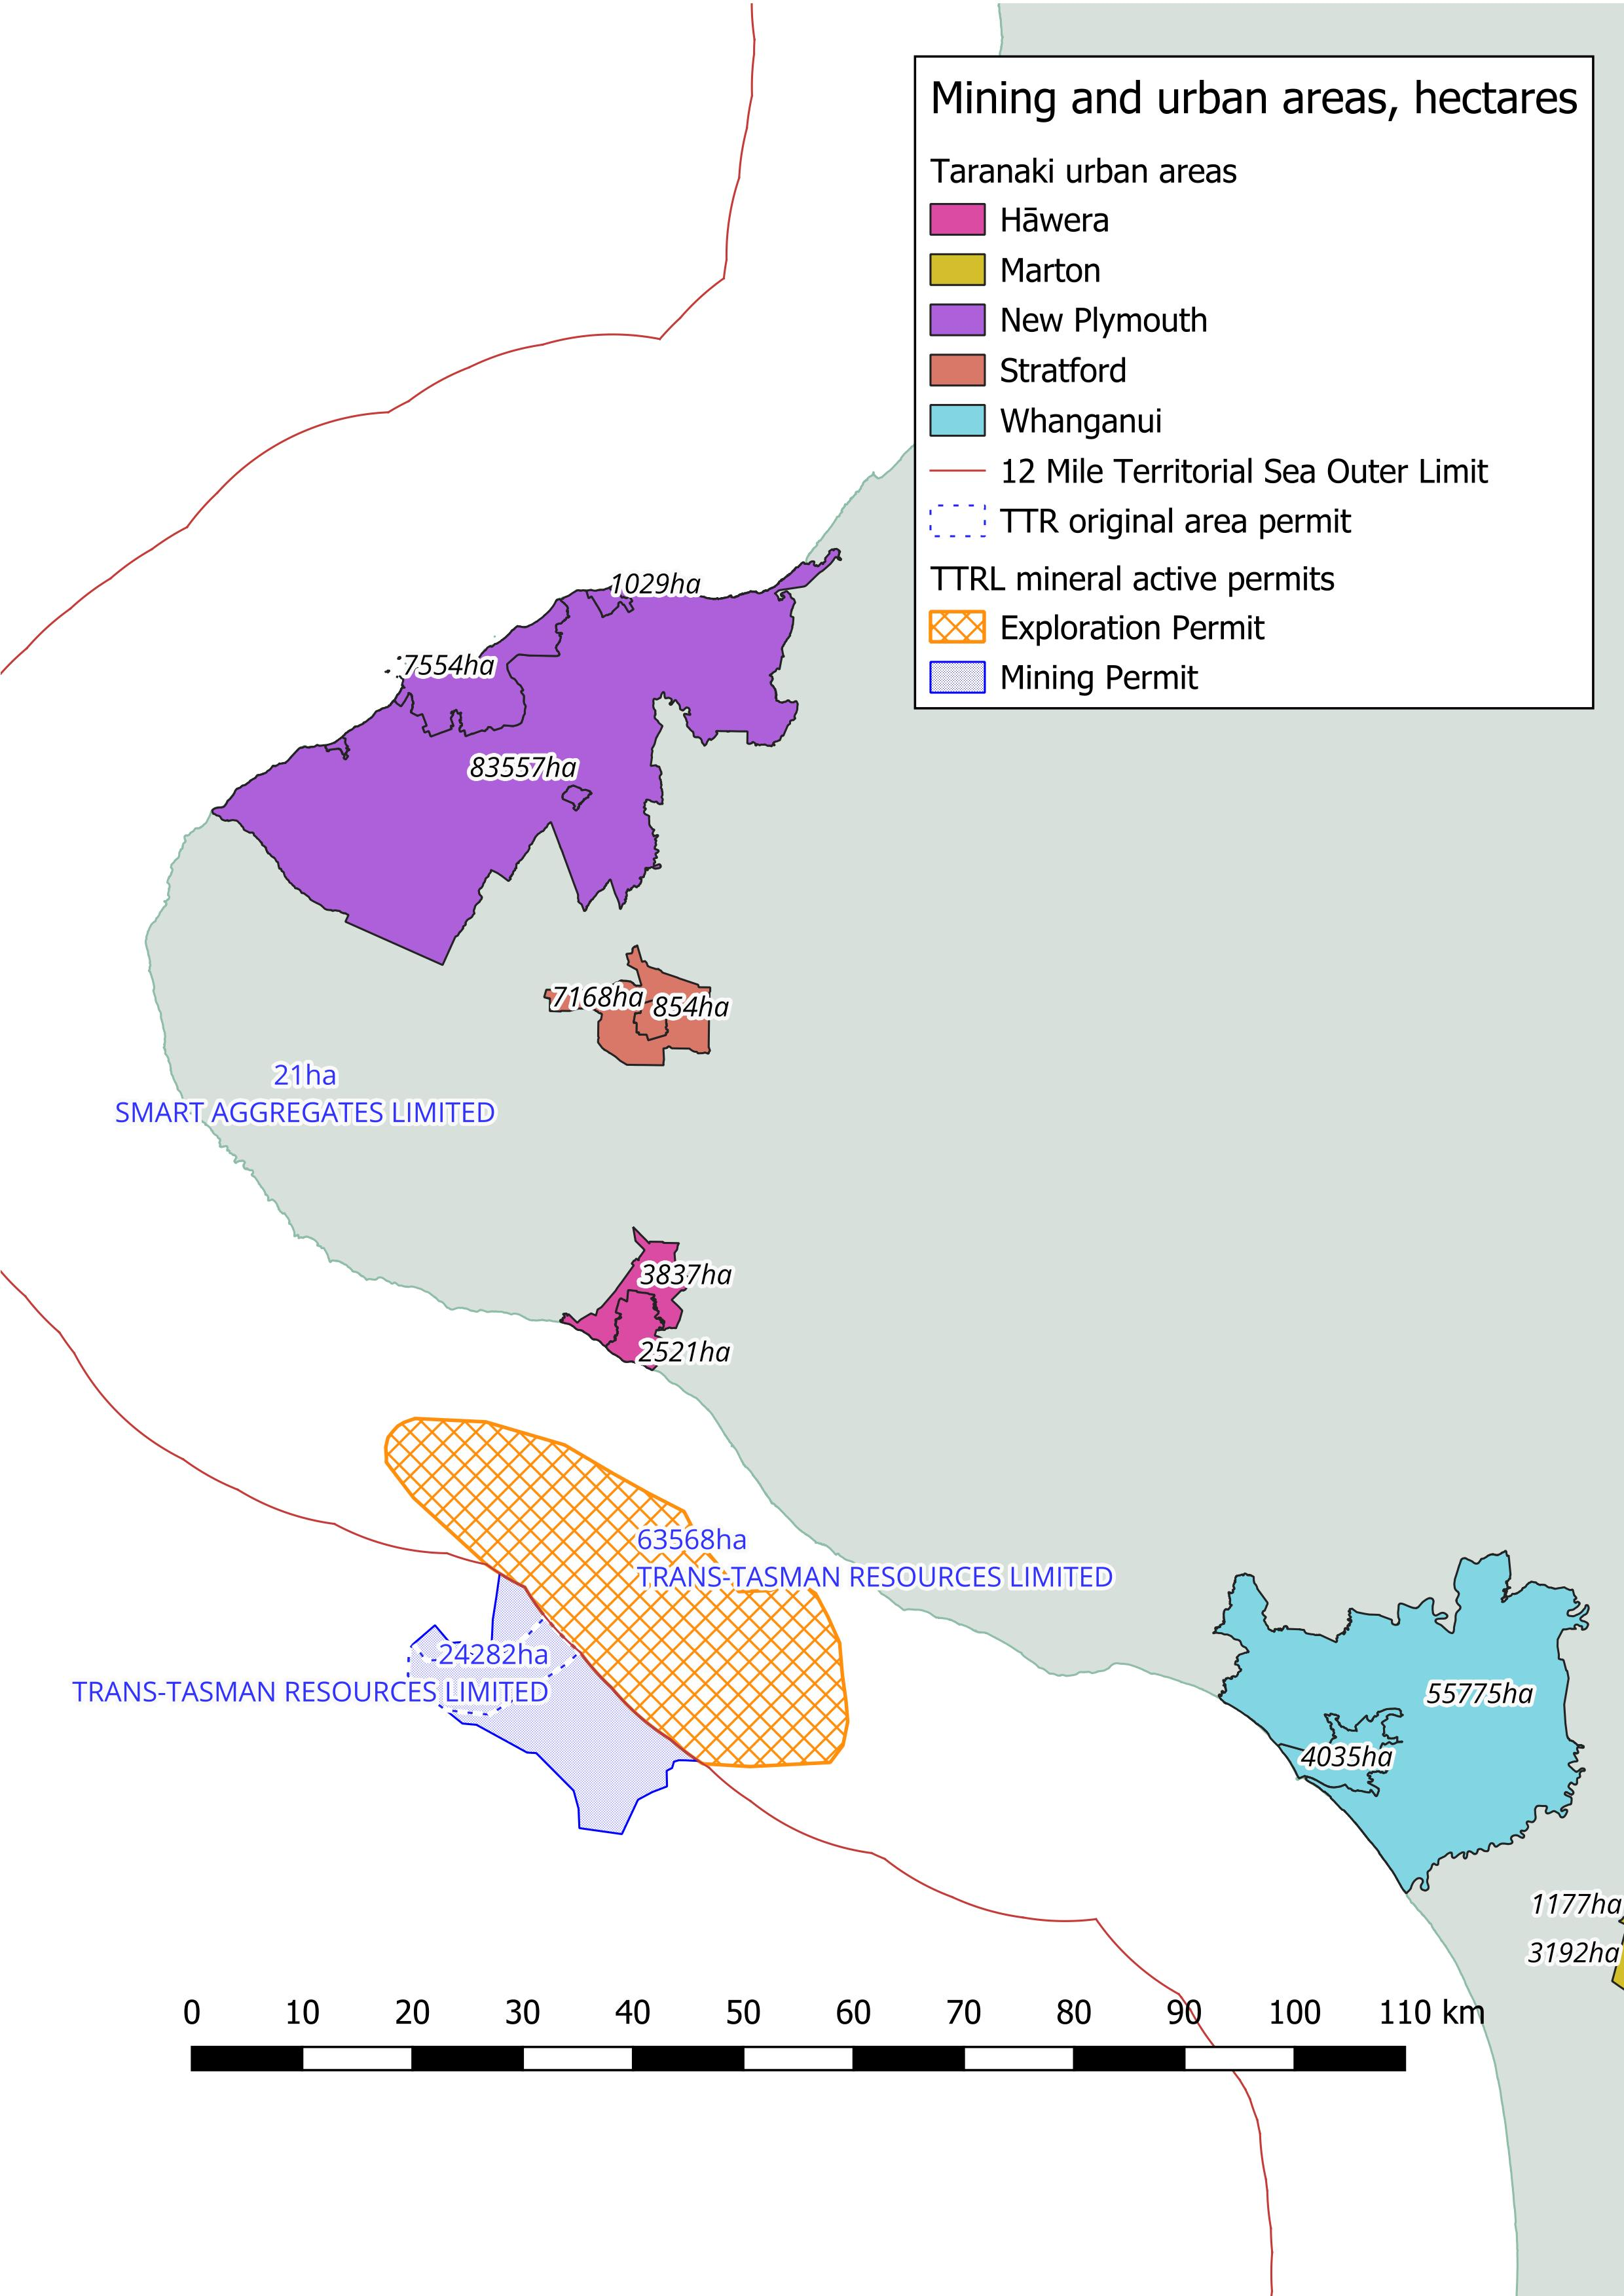 Mining and urban areas, hectares
Taranaki urban areas
Hāwera
Marton
New Plymouth
Stratford
Whanganui
12 Mile Territorial Sea Outer Limit
TTR original area permit
TTRL mineral active permits
Exploration Permit
Mining Permit
1029ha
7554ha
83557ha
7168ha
854ha
21ha
SMART AGGREGATES LIMITED
3837ha
2521ha
63568ha
TRANS-TASMAN RESOURCES LIMITED
24282ha
TRANS-TASMAN RESOURCES LIMITED
55775ha
4035ha
1177ha
3192ha
0 10 20 30 40 50 60 70 80 90 100 110 km